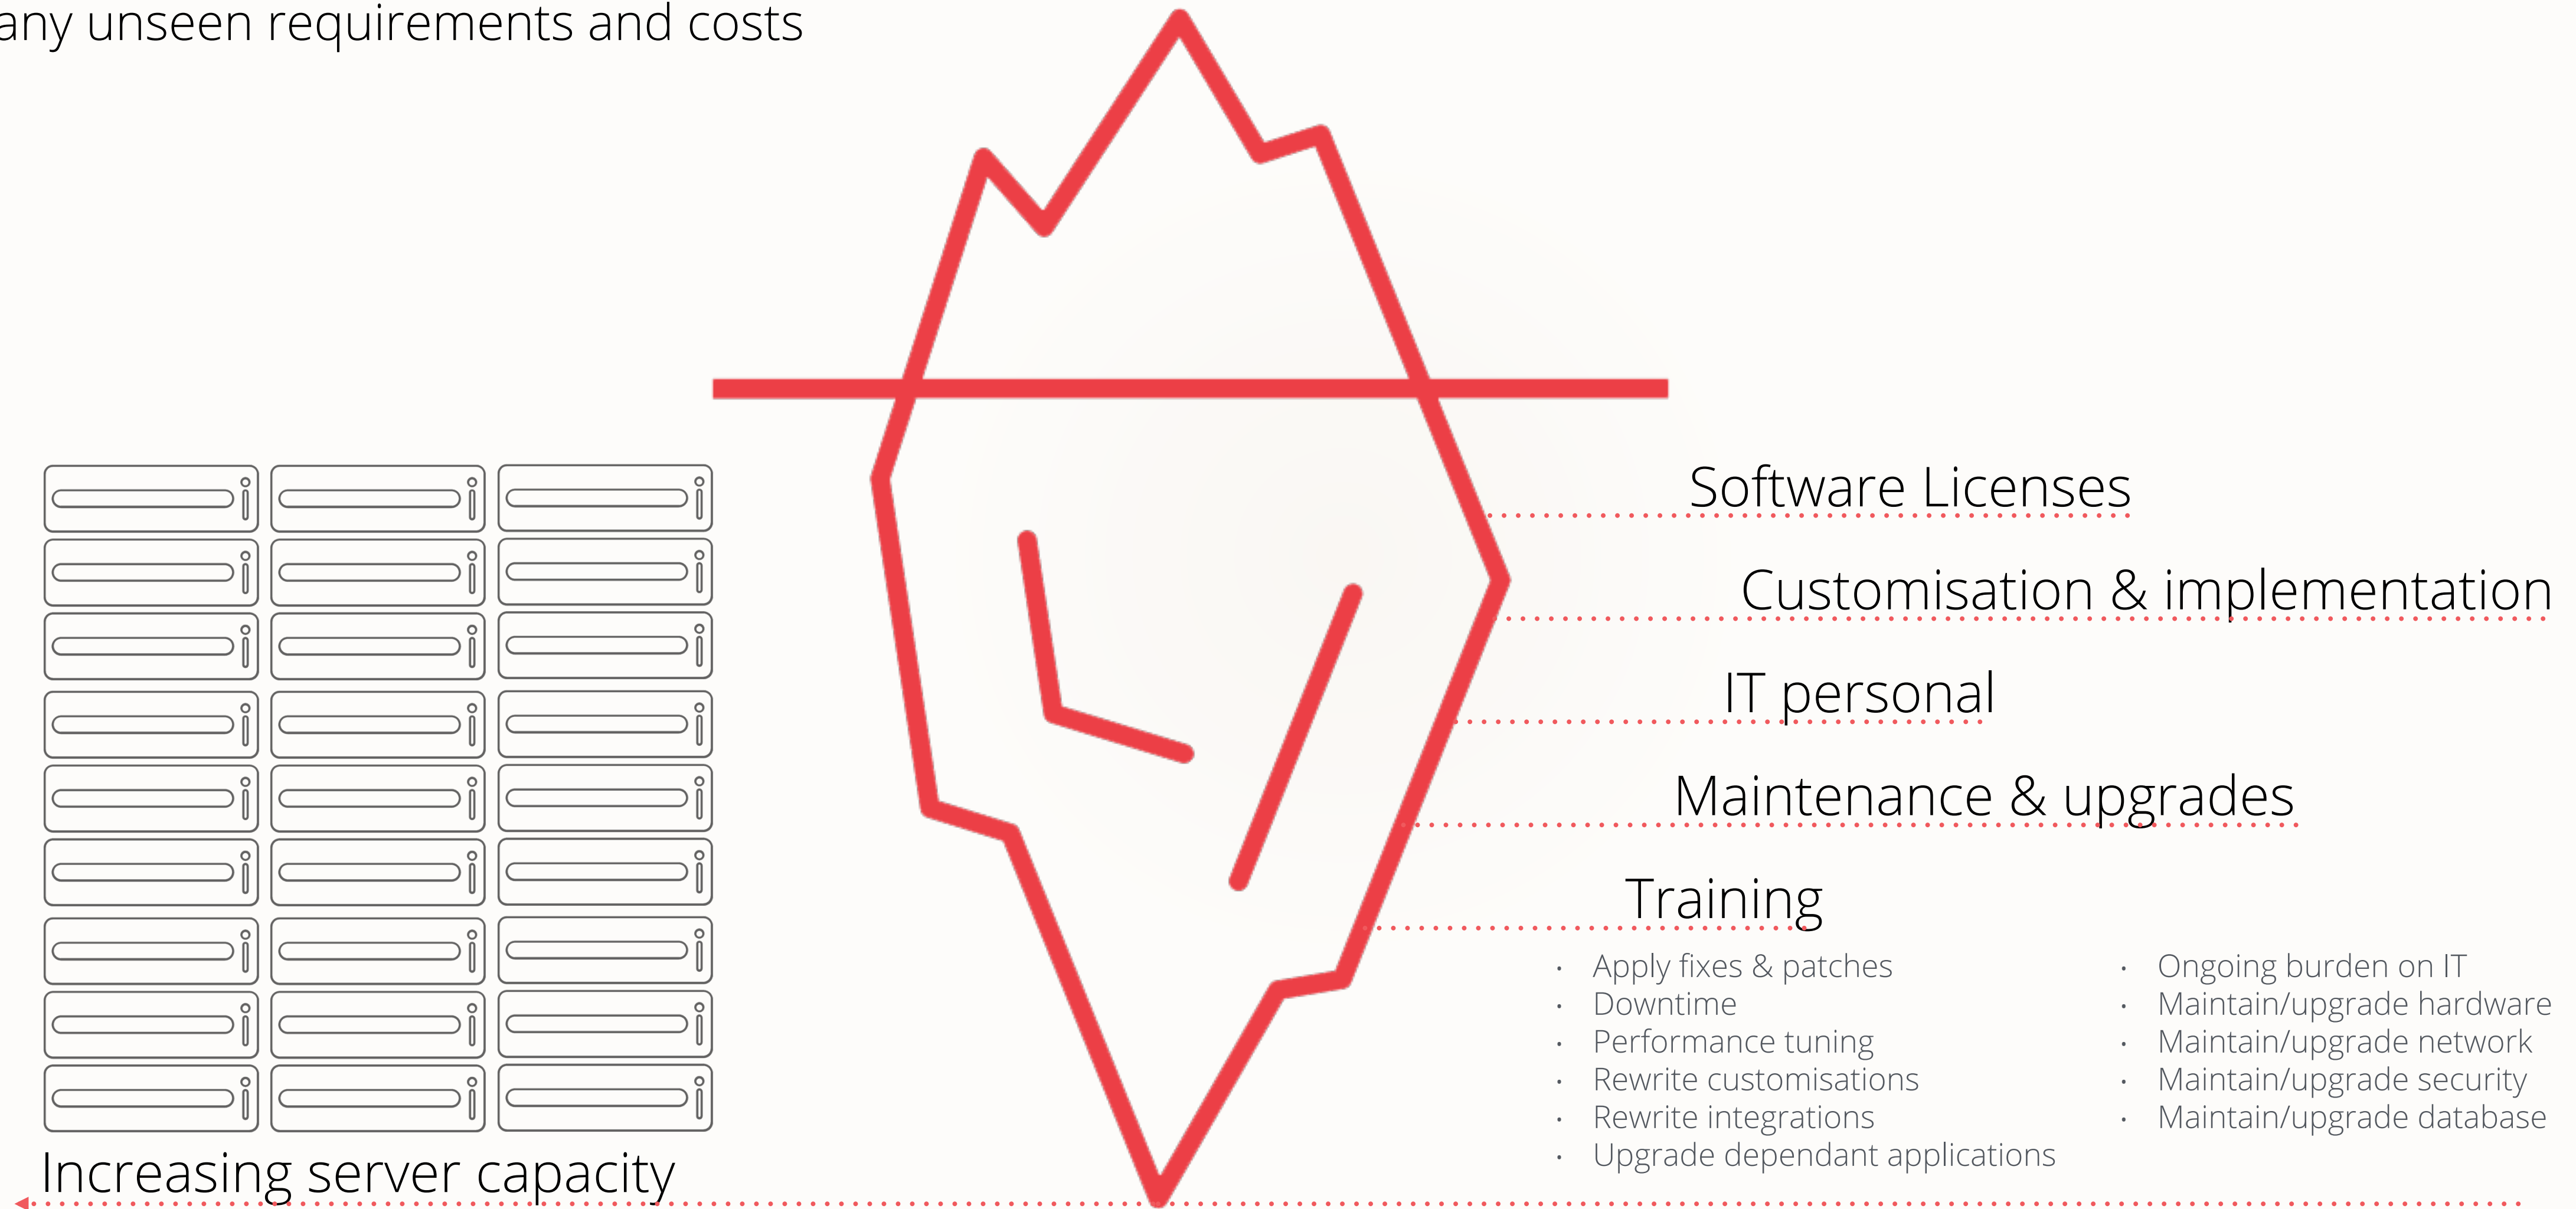 any unseen requirements and costs
Software Licenses
Customisation & implementation
IT personal
Maintenance & upgrades
Training
· Apply fixes & patches
· Downtime
· Performance tuning
· Rewrite customisations
· Rewrite integrations
· Upgrade dependant applications
· Ongoing burden on IT
· Maintain/upgrade hardware
· Maintain/upgrade network
· Maintain/upgrade security
· Maintain/upgrade database
Increasing server capacity